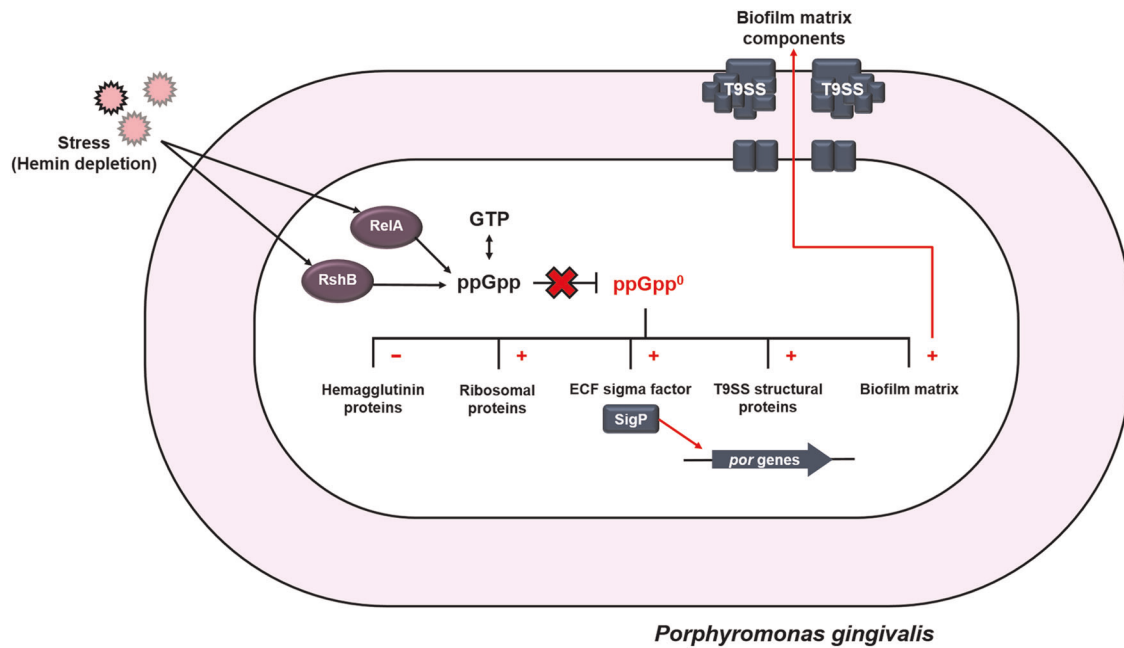 Biofilm matrix
components
T9SS
T9SS
Stress
(Hemin depletion)
RelA
GTP
RshB
ppGpp
ppGpp⁰
−
+
+
+
+
Hemagglutinin
proteins
Ribosomal
proteins
ECF sigma factor
T9SS structural
proteins
Biofilm matrix
SigP
por genes
Porphyromonas gingivalis